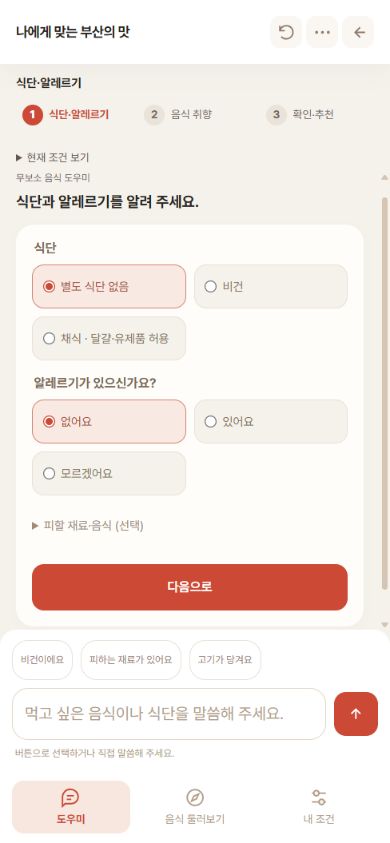 나에게 맞는 부산의 맛
식단·알레르기
1 식단·알레르기 2 음식 취향 3 확인·추천
▶ 현재 조건 보기
무보소 음식 도우미
식단과 알레르기를 알려 주세요.
식단
별도 식단 없음 비건
채식 · 달걀·유제품 허용
알레르기가 있으신가요?
없어요 있어요
모르겠어요
▶ 피할 재료·음식 (선택)
다음으로
비건이에요 피하는 재료가 있어요 고기가 당겨요
먹고 싶은 음식이나 식단을 말씀해 주세요.
버튼으로 선택하거나 직접 말씀해 주세요.
도우미 음식 둘러보기 내 조건